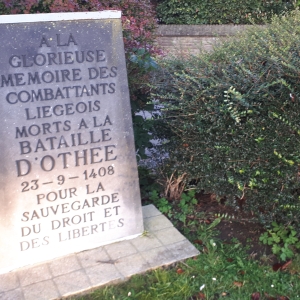 A LA
GLORIEUSE
MEMOIRE DES
COMBATTANTS
LIEGEOIS
MORTS A LA
BATAILLE
D'OTHEE
23-9-1408
POUR LA
SAUVEGARDE
DU DROIT ET
DES LIBERTES